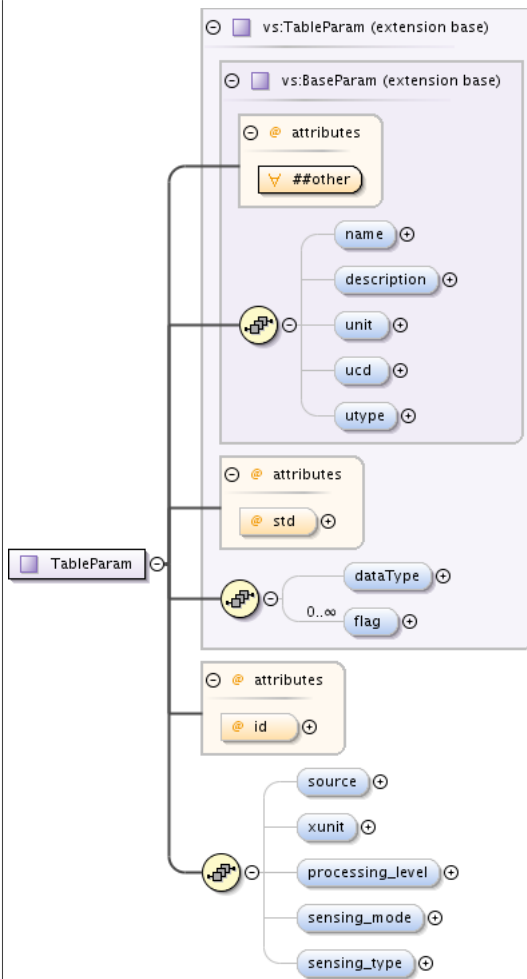 vs:TableParam (extension base)
vs:BaseParam (extension base)
@ attributes
∀ ##other
name
description
unit
ucd
utype
@ attributes
@ std
TableParam
dataType
0..∞
flag
@ attributes
@ id
source
xunit
processing_level
sensing_mode
sensing_type